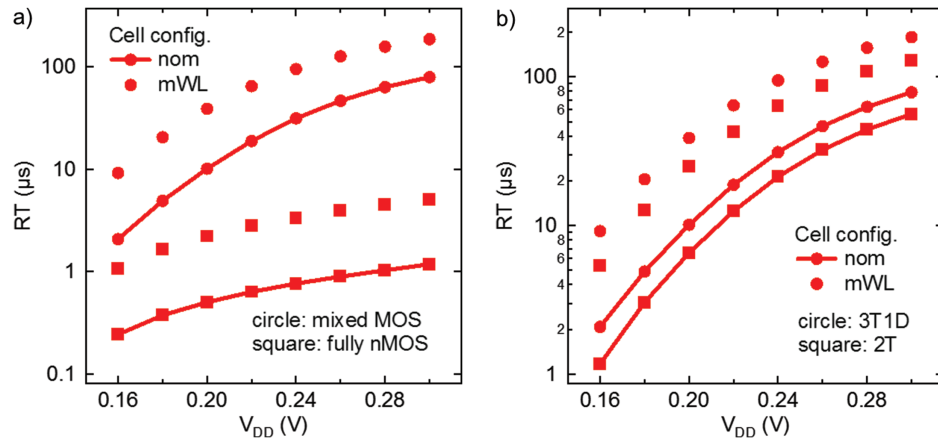 a)
Cell config.
nom
mWL
100
10
1
0.1
RT (µs)
circle: mixed MOS
square: fully nMOS
0.16 0.20 0.24 0.28
V_DD (V)
b)
2
100
8
6
4
2
10
8
6
4
2
1
RT (µs)
Cell config.
nom
mWL
circle: 3T1D
square: 2T
0.16 0.20 0.24 0.28
V_DD (V)